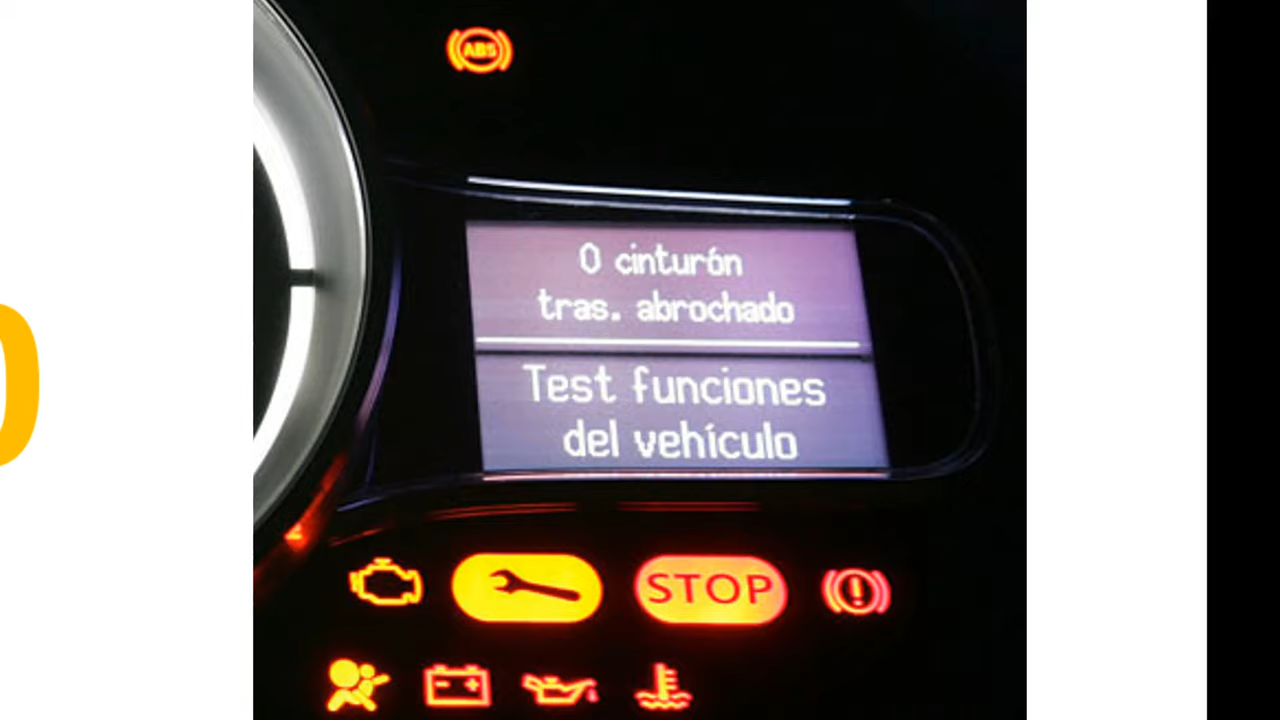 ABS
0 cinturón
tras. abrochado
Test funciones
del vehículo
STOP